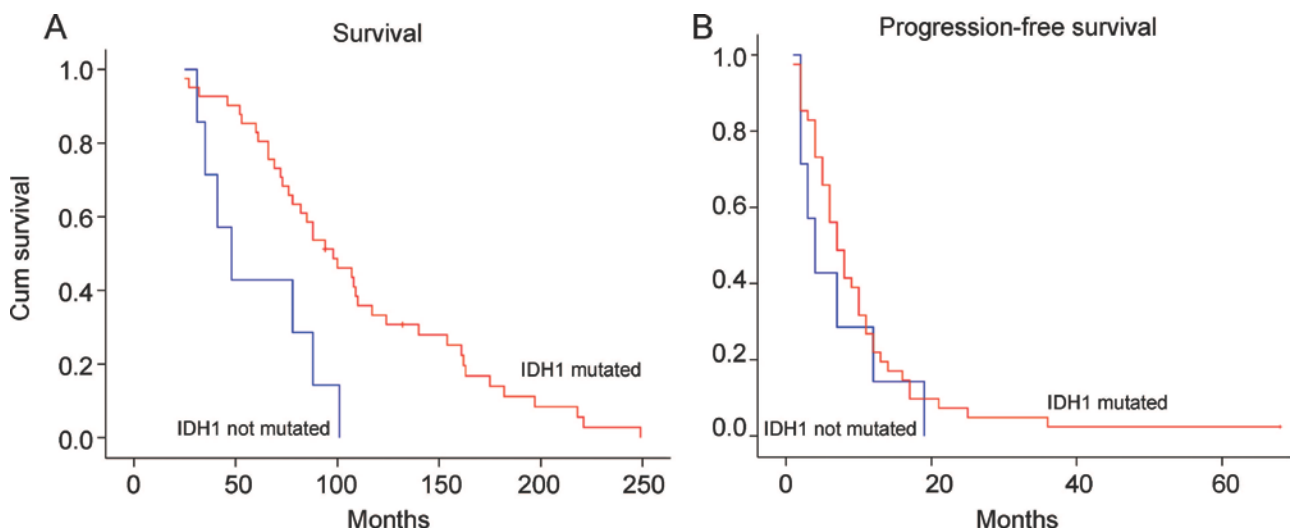 A
Survival
Cum survival
1.0
0.8
0.6
0.4
0.2
0.0
IDH1 mutated
IDH1 not mutated
0 50 100 150 200 250
Months
B
Progression-free survival
1.0
0.8
0.6
0.4
0.2
0.0
IDH1 mutated
IDH1 not mutated
0 20 40 60
Months